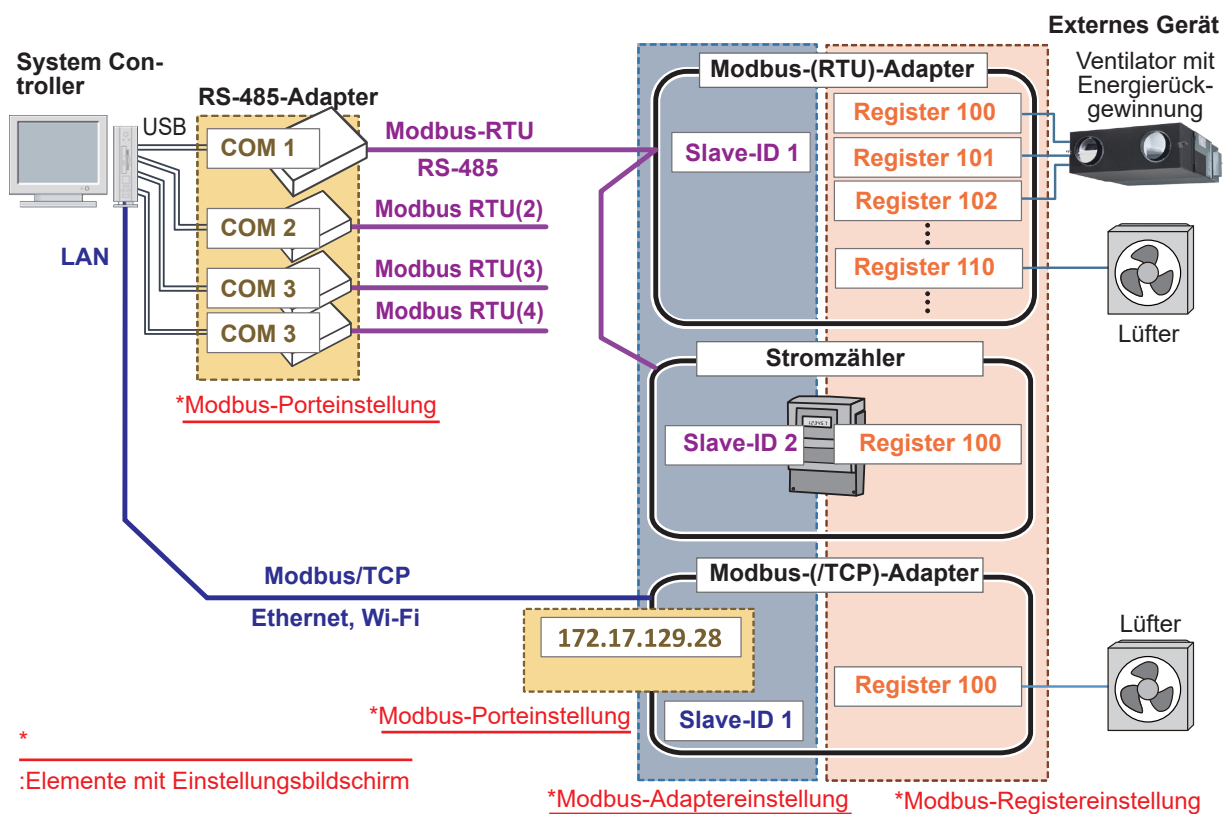 Externes Gerät
System Con-
troller
Modbus-(RTU)-Adapter
Ventilator mit
Energierück-
gewinnung
RS-485-Adapter
USB
COM 1
Modbus-RTU
RS-485
Slave-ID 1
Register 100
Register 101
Register 102
Register 110
Lüfter
COM 2
Modbus RTU(2)
LAN
COM 3
Modbus RTU(3)
COM 3
Modbus RTU(4)
*Modbus-Porteinstellung
Stromzähler
12345.1
Slave-ID 2
Register 100
Modbus/TCP
Ethernet, Wi-Fi
Modbus-(/TCP)-Adapter
172.17.129.28
Lüfter
Register 100
*Modbus-Porteinstellung
Slave-ID 1
*
:Elemente mit Einstellungsbildschirm
*Modbus-Adaptereinstellung
*Modbus-Registereinstellung